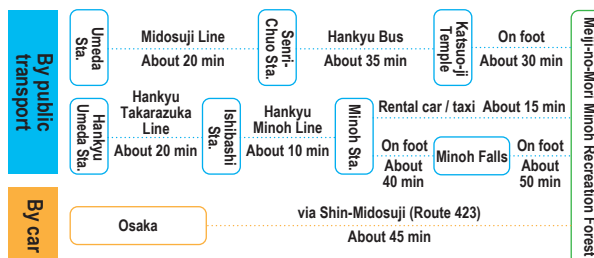 By public
transport
Umeda
Sta.
Midosuji Line
About 20 min
Senri-
Chuo Sta.
Hankyu Bus
About 35 min
Katsuo-ji
Temple
On foot
About 30 min
Hankyu
Umeda Sta.
Hankyu
Takarazuka
Line
About 20 min
Ishibashi
Sta.
Hankyu
Minoh Line
About 10 min
Minoh Sta.
Rental car / taxi About 15 min
On foot
About
40 min
Minoh Falls
On foot
About
50 min
By car
Osaka
via Shin-Midosuji (Route 423)
About 45 min
Meiji-no-Mori Minoh Recreation Forest